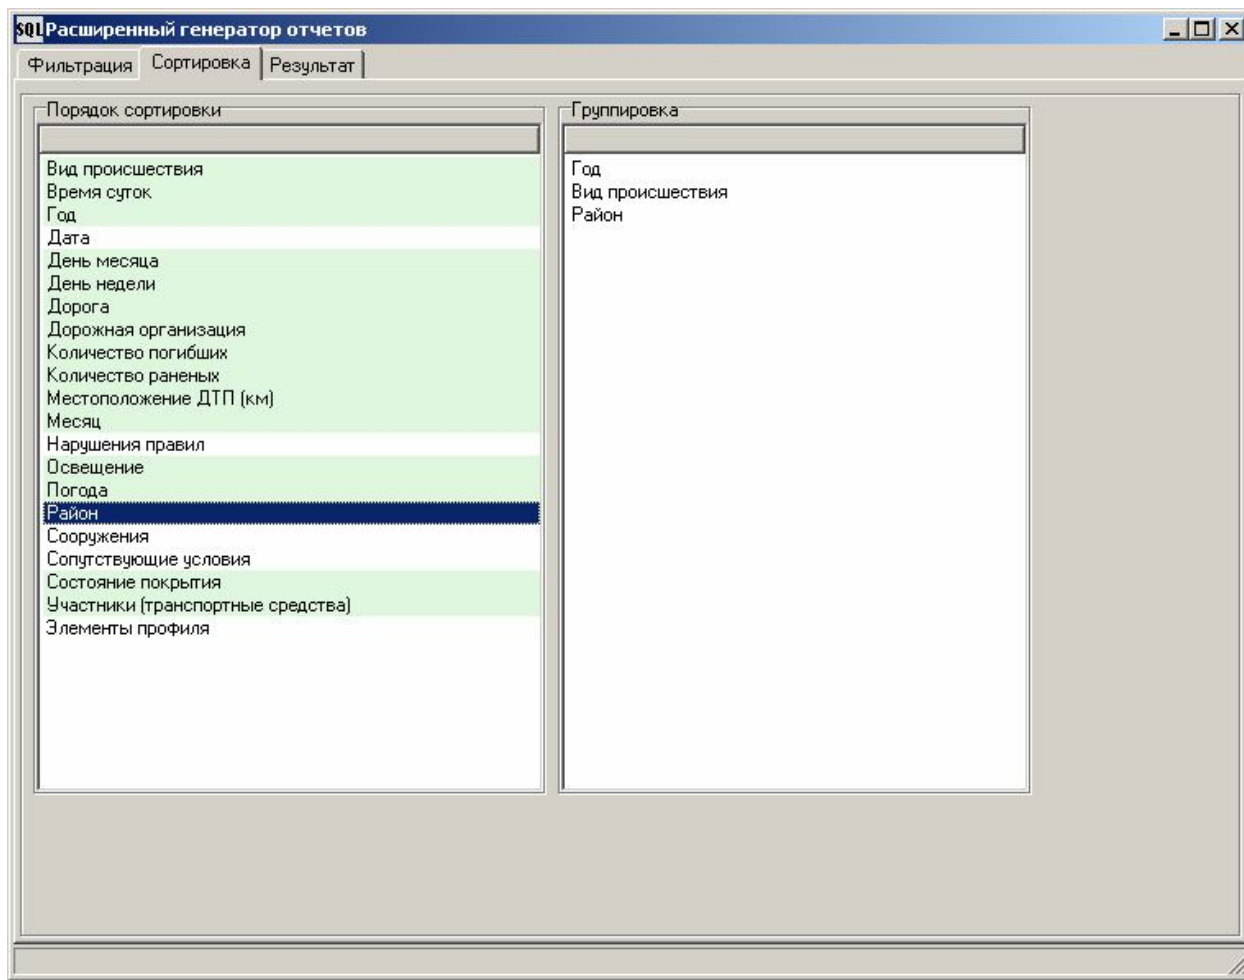 SQL Расширенный генератор отчетов
Фильтрация Сортировка Результат
Порядок сортировки
Вид происшествия
Время суток
Год
Дата
День месяца
День недели
Дорога
Дорожная организация
Количество погибших
Количество раненых
Местоположение ДТП (км)
Месяц
Нарушения правил
Освещение
Погода
Район
Сооружения
Сопутствующие условия
Состояние покрытия
Участники (транспортные средства)
Элементы профиля
Группировка
Год
Вид происшествия
Район